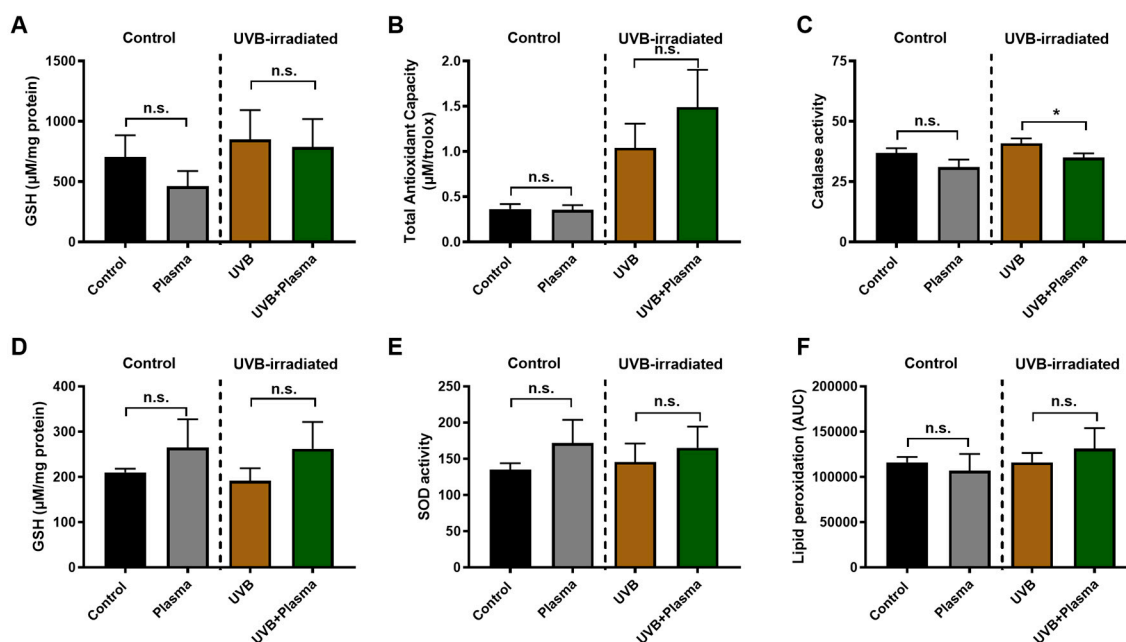 A
Control
UVB-irradiated
GSH (µM/mg protein)
1500
1000
500
0
n.s.
n.s.
Control
Plasma
UVB
UVB+Plasma
B
Control
UVB-irradiated
Total Antioxidant Capacity
(µM/trolox)
2.0
1.5
1.0
0.5
0.0
n.s.
n.s.
Control
Plasma
UVB
UVB+Plasma
C
Control
UVB-irradiated
Catalase activity
75
50
25
0
n.s.
*
Control
Plasma
UVB
UVB+Plasma
D
Control
UVB-irradiated
GSH (µM/mg protein)
400
300
200
100
0
n.s.
n.s.
Control
Plasma
UVB
UVB+Plasma
E
Control
UVB-irradiated
SOD activity
250
200
150
100
50
0
n.s.
n.s.
Control
Plasma
UVB
UVB+Plasma
F
Control
UVB-irradiated
Lipid peroxidation (AUC)
200000
150000
100000
50000
0
n.s.
n.s.
Control
Plasma
UVB
UVB+Plasma